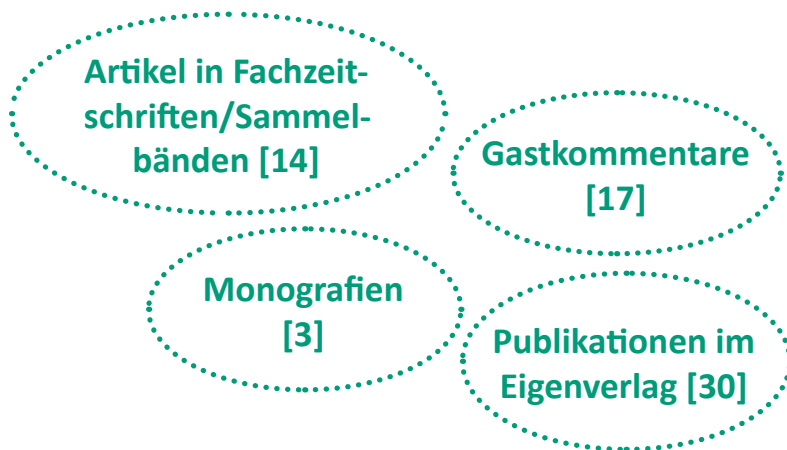 Artikel in Fachzeit-
schriften/Sammel-
bänden [14]
Gastkommentare
[17]
Monografien
[3]
Publikationen im
Eigenverlag [30]